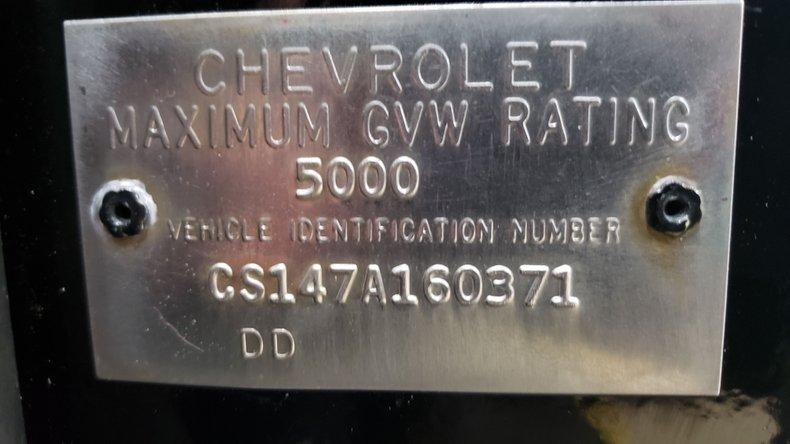 CHEVROLET
MAXIMUM GVW RATING
5000
VEHICLE IDENTIFICATION NUMBER
CS147A160371
DD